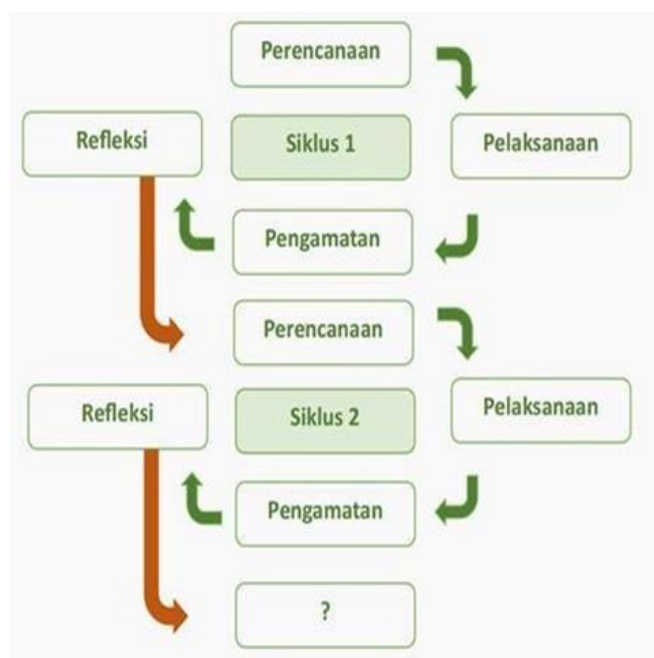 Perencanaan
Refleksi
Siklus 1
Pelaksanaan
Pengamatan
Perencanaan
Refleksi
Siklus 2
Pelaksanaan
Pengamatan
?